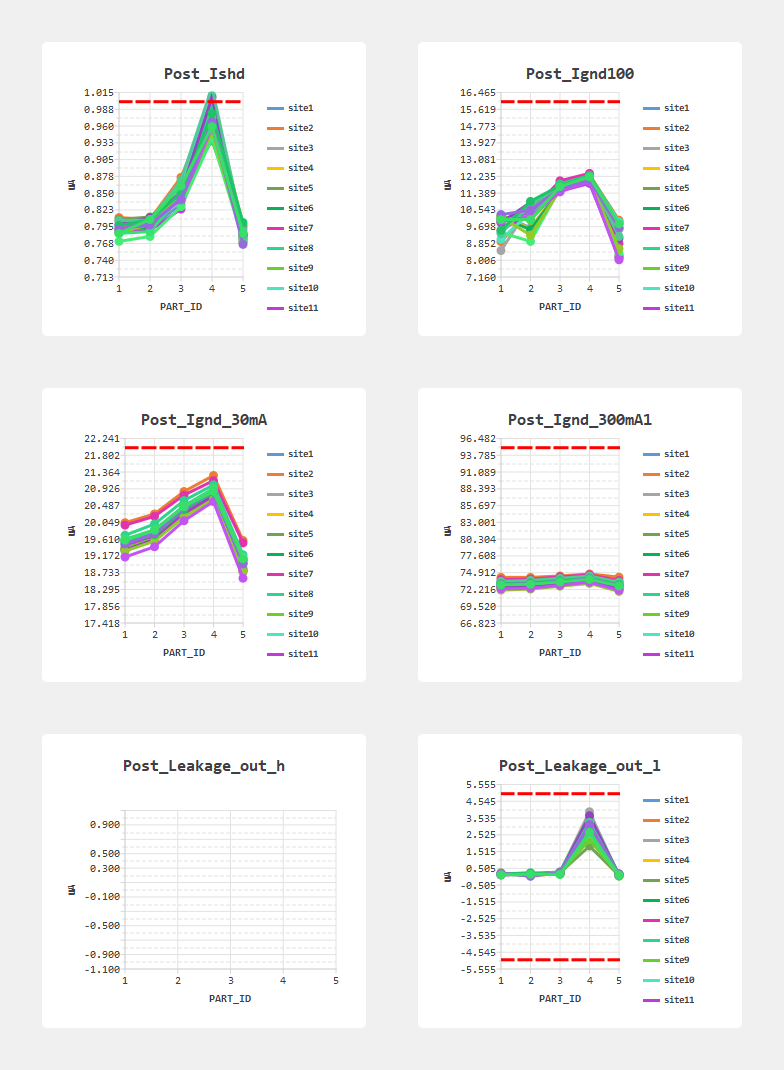 Post_Ishd
1.015
0.988
0.960
0.933
0.905
0.878
0.850
0.823
0.795
0.768
0.740
0.713
UA
1 2 3 4 5
PART_ID
site1
site2
site3
site4
site5
site6
site7
site8
site9
site10
site11
Post_Ignd100
16.465
15.619
14.773
13.927
13.081
12.235
11.389
10.543
9.698
8.852
8.006
7.160
UA
1 2 3 4 5
PART_ID
site1
site2
site3
site4
site5
site6
site7
site8
site9
site10
site11
Post_Ignd_30mA
22.241
21.802
21.364
20.926
20.487
20.049
19.610
19.172
18.733
18.295
17.856
17.418
UA
1 2 3 4 5
PART_ID
site1
site2
site3
site4
site5
site6
site7
site8
site9
site10
site11
Post_Ignd_300mA1
96.482
93.785
91.089
88.393
85.697
83.001
80.304
77.608
74.912
72.216
69.520
66.823
UA
1 2 3 4 5
PART_ID
site1
site2
site3
site4
site5
site6
site7
site8
site9
site10
site11
Post_Leakage_out_h
0.900
0.500
0.300
-0.100
-0.500
-0.900
-1.100
UA
1 2 3 4 5
PART_ID
Post_Leakage_out_l
5.555
4.545
3.535
2.525
1.515
0.505
-0.505
-1.515
-2.525
-3.535
-4.545
-5.555
UA
1 2 3 4 5
PART_ID
site1
site2
site3
site4
site5
site6
site7
site8
site9
site10
site11